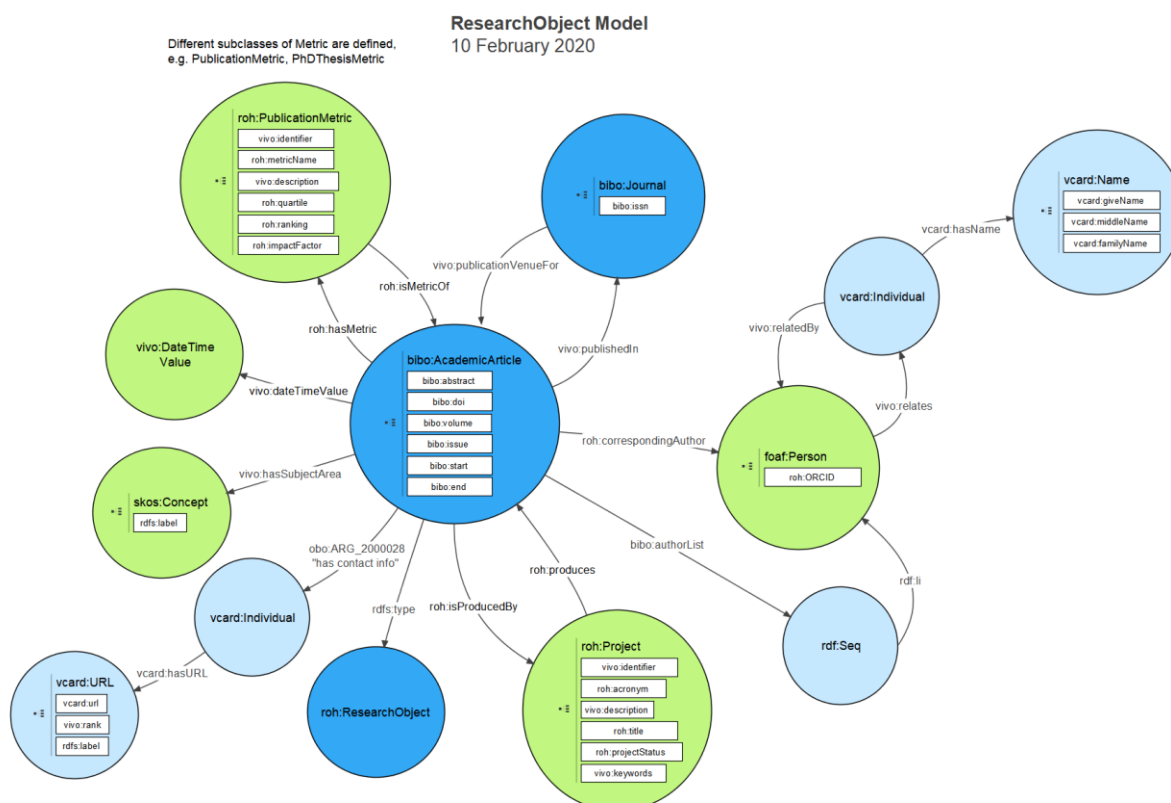 ResearchObject Model
10 February 2020
Different subclasses of Metric are defined,
e.g. PublicationMetric, PhDThesisMetric
roh:PublicationMetric
vivo:identifier
roh:metricName
vivo:description
roh:quartile
roh:ranking
roh:impactFactor
bibo:Journal
bibo:issn
vcard:Name
vcard:giveName
vcard:middleName
vcard:familyName
vcard:hasName
vivo:publicationVenueFor
roh:isMetricOf
vcard:Individual
roh:hasMetric
vivo:relatedBy
vivo:DateTime
Value
vivo:publishedIn
bibo:AcademicArticle
bibo:abstract
bibo:doi
bibo:volume
bibo:issue
bibo:start
bibo:end
vivo:dateTimeValue
vivo:relates
roh:correspondingAuthor
foaf:Person
roh:ORCID
vivo:hasSubjectArea
skos:Concept
rdfs:label
obo:ARG_2000028
"has contact info"
bibo:authorList
roh:produces
rdf:li
rdfs:type
roh:isProducedBy
vcard:Individual
rdf:Seq
vcard:hasURL
vcard:URL
vcard:url
vivo:rank
rdfs:label
roh:ResearchObject
roh:Project
vivo:identifier
roh:acronym
vivo:description
roh:title
roh:projectStatus
vivo:keywords